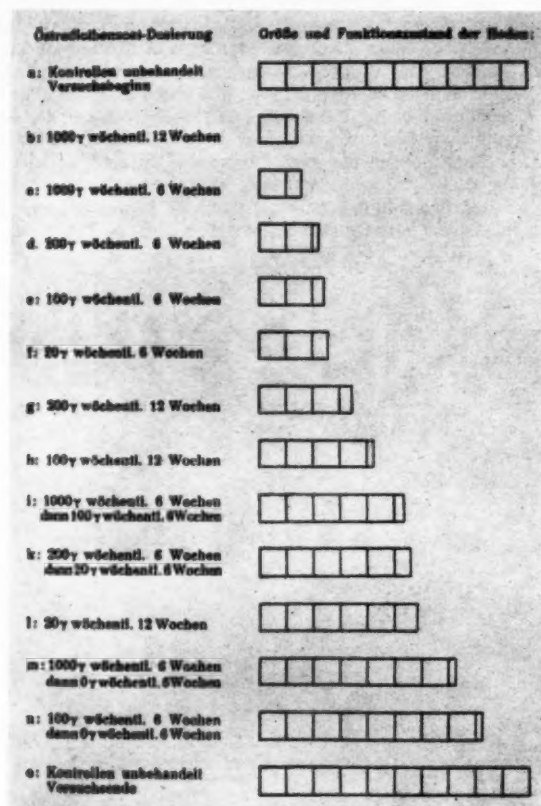 Östradiolbenzoat-Dosierung Größe und Funktionszustand der Hoden:
a: Kontrollen unbehandelt
Versuchsbeginn
b: 1000γ wöchentl. 12 Wochen
c: 1000γ wöchentl. 6 Wochen
d. 200γ wöchentl. 6 Wochen
e: 100γ wöchentl. 6 Wochen
f: 20γ wöchentl. 6 Wochen
g: 200γ wöchentl. 12 Wochen
h: 100γ wöchentl. 12 Wochen
i: 1000γ wöchentl. 6 Wochen
dann 100γ wöchentl. 6 Wochen
k: 200γ wöchentl. 6 Wochen
dann 20γ wöchentl. 6 Wochen
l: 20γ wöchentl. 12 Wochen
m: 1000γ wöchentl. 6 Wochen
dann 0γ wöchentl. 6 Wochen
n: 100γ wöchentl. 6 Wochen
dann 0γ wöchentl. 6 Wochen
o: Kontrollen unbehandelt
Versuchsende